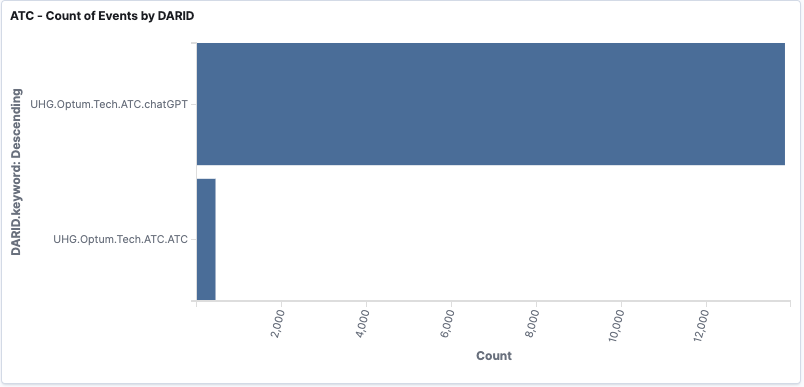 ATC - Count of Events by DARID
DARID.keyword: Descending
UHG.Optum.Tech.ATC.chatGPT
UHG.Optum.Tech.ATC.ATC
2,000
4,000
6,000
8,000
10,000
12,000
Count